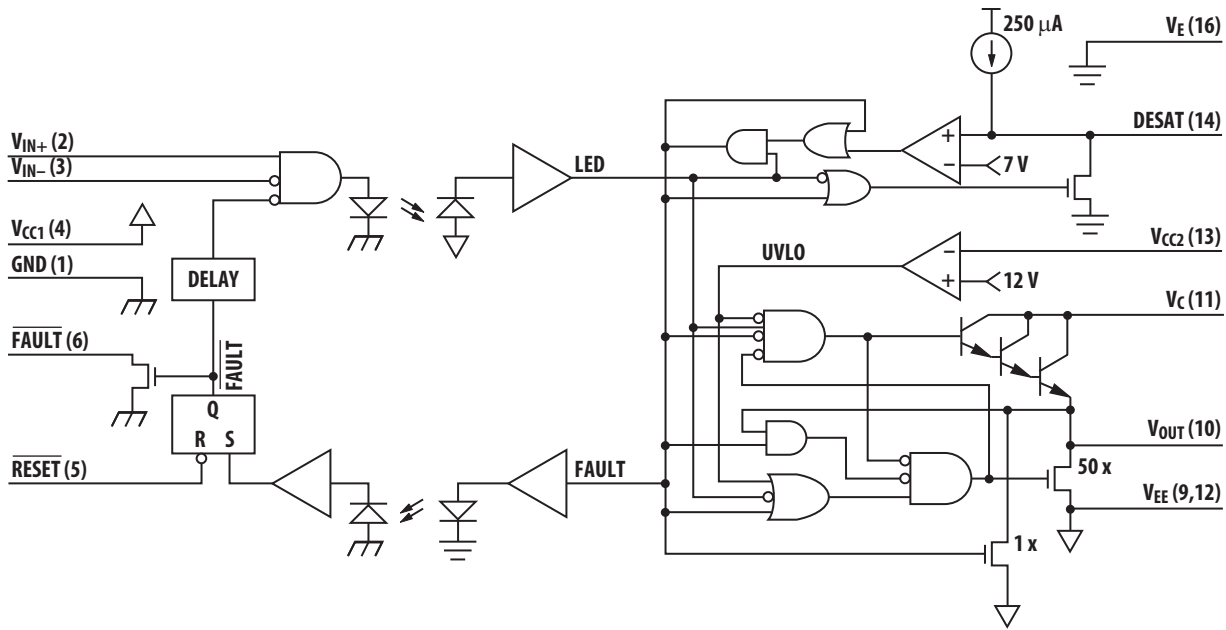 250 μA
V_E (16)
V_IN+ (2)
V_IN– (3)
LED
+
–
7 V
DESAT (14)
V_CC1 (4)
GND (1)
DELAY
UVLO
–
+
12 V
V_CC2 (13)
V_C (11)
FAULT (6)
FAULT
Q
R S
RESET (5)
FAULT
V_OUT (10)
50 x
V_EE (9,12)
1 x